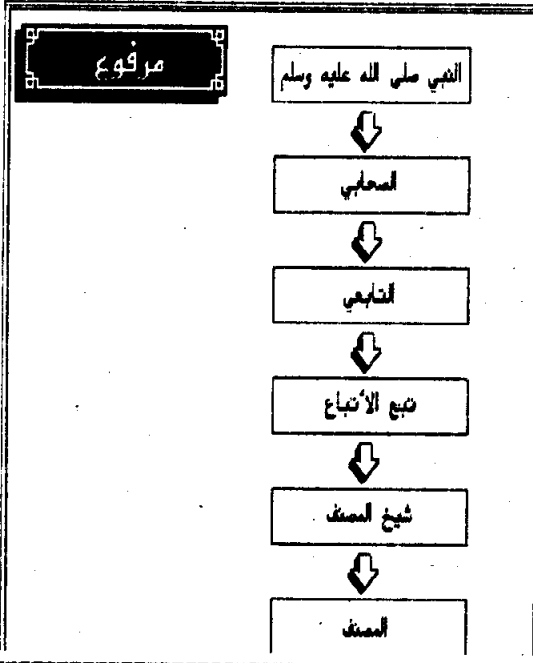 مرفوع
النبي صلى الله عليه وسلم
الصحابي
التابعي
تبع الأتباع
شيخ المصنف
المصنف